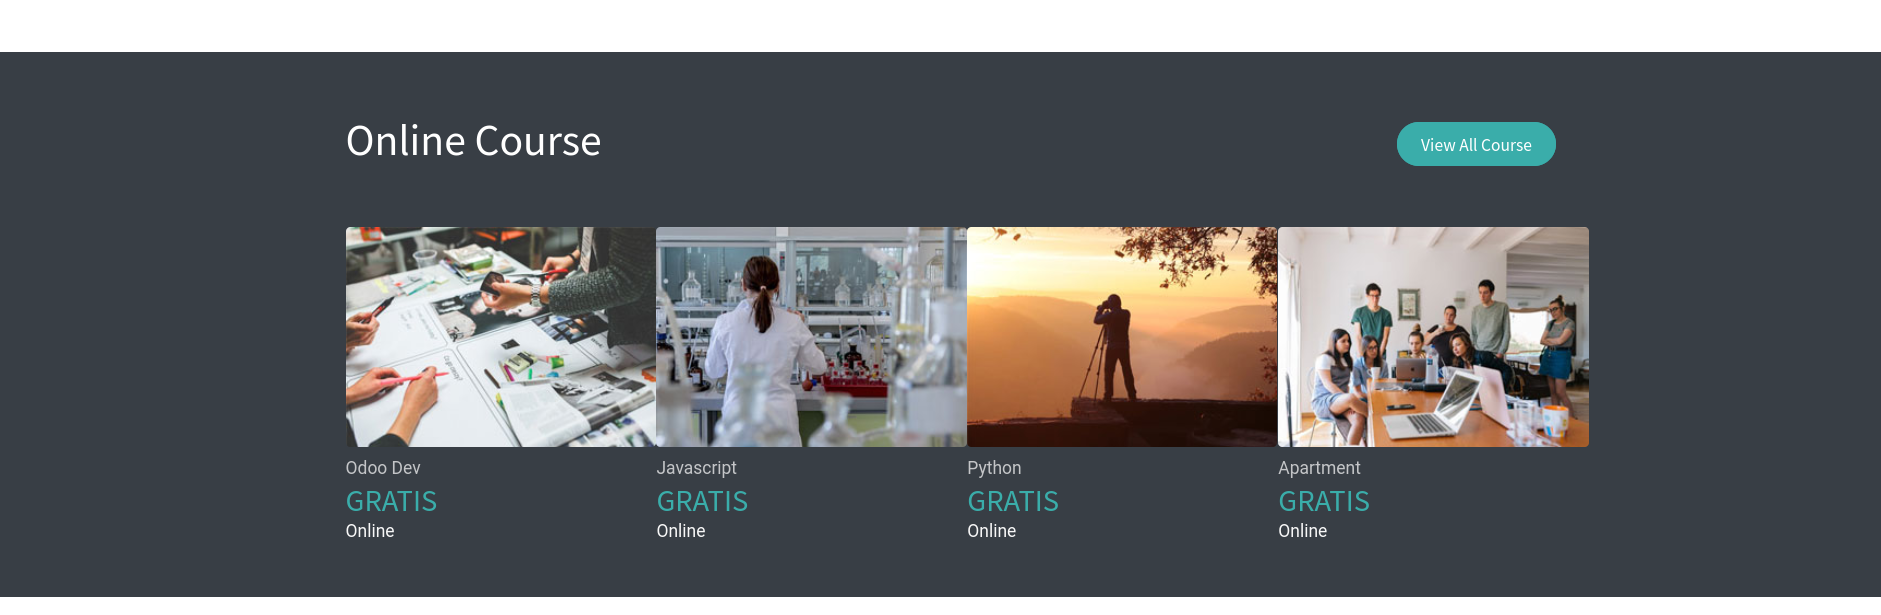 Online Course
View All Course
Odoo Dev
GRATIS
Online
Javascript
GRATIS
Online
Python
GRATIS
Online
Apartment
GRATIS
Online